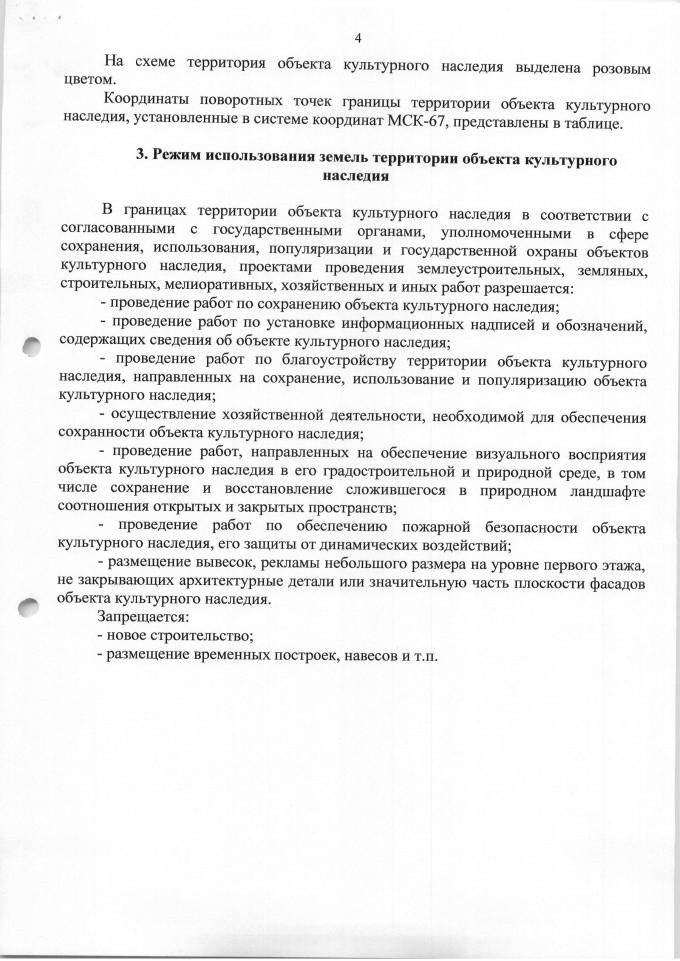 4
На схеме территория объекта культурного наследия выделена розовым
цветом.
Координаты поворотных точек границы территории объекта культурного
наследия, установленные в системе координат МСК-67, представлены в таблице.
3. Режим использования земель территории объекта культурного
наследия
В границах территории объекта культурного наследия в соответствии с
согласованными с государственными органами, уполномоченными в сфере
сохранения, использования, популяризации и государственной охраны объектов
культурного наследия, проектами проведения землеустроительных, земляных,
строительных, мелиоративных, хозяйственных и иных работ разрешается:
- проведение работ по сохранению объекта культурного наследия;
- проведение работ по установке информационных надписей и обозначений,
содержащих сведения об объекте культурного наследия;
- проведение работ по благоустройству территории объекта культурного
наследия, направленных на сохранение, использование и популяризацию объекта
культурного наследия;
- осуществление хозяйственной деятельности, необходимой для обеспечения
сохранности объекта культурного наследия;
- проведение работ, направленных на обеспечение визуального восприятия
объекта культурного наследия в его градостроительной и природной среде, в том
числе сохранение и восстановление сложившегося в природном ландшафте
соотношения открытых и закрытых пространств;
- проведение работ по обеспечению пожарной безопасности объекта
культурного наследия, его защиты от динамических воздействий;
- размещение вывесок, рекламы небольшого размера на уровне первого этажа,
не закрывающих архитектурные детали или значительную часть плоскости фасадов
объекта культурного наследия.
Запрещается:
- новое строительство;
- размещение временных построек, навесов и т.п.